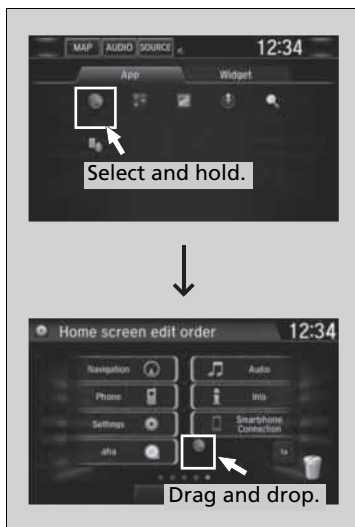 MAP AUDIO SOURCE 12:34
App Widget
Select and hold.
Home screen edit order 12:34
Navigation Audio
Phone Info
Settings Smartphone
Connection
aha
Drag and drop.